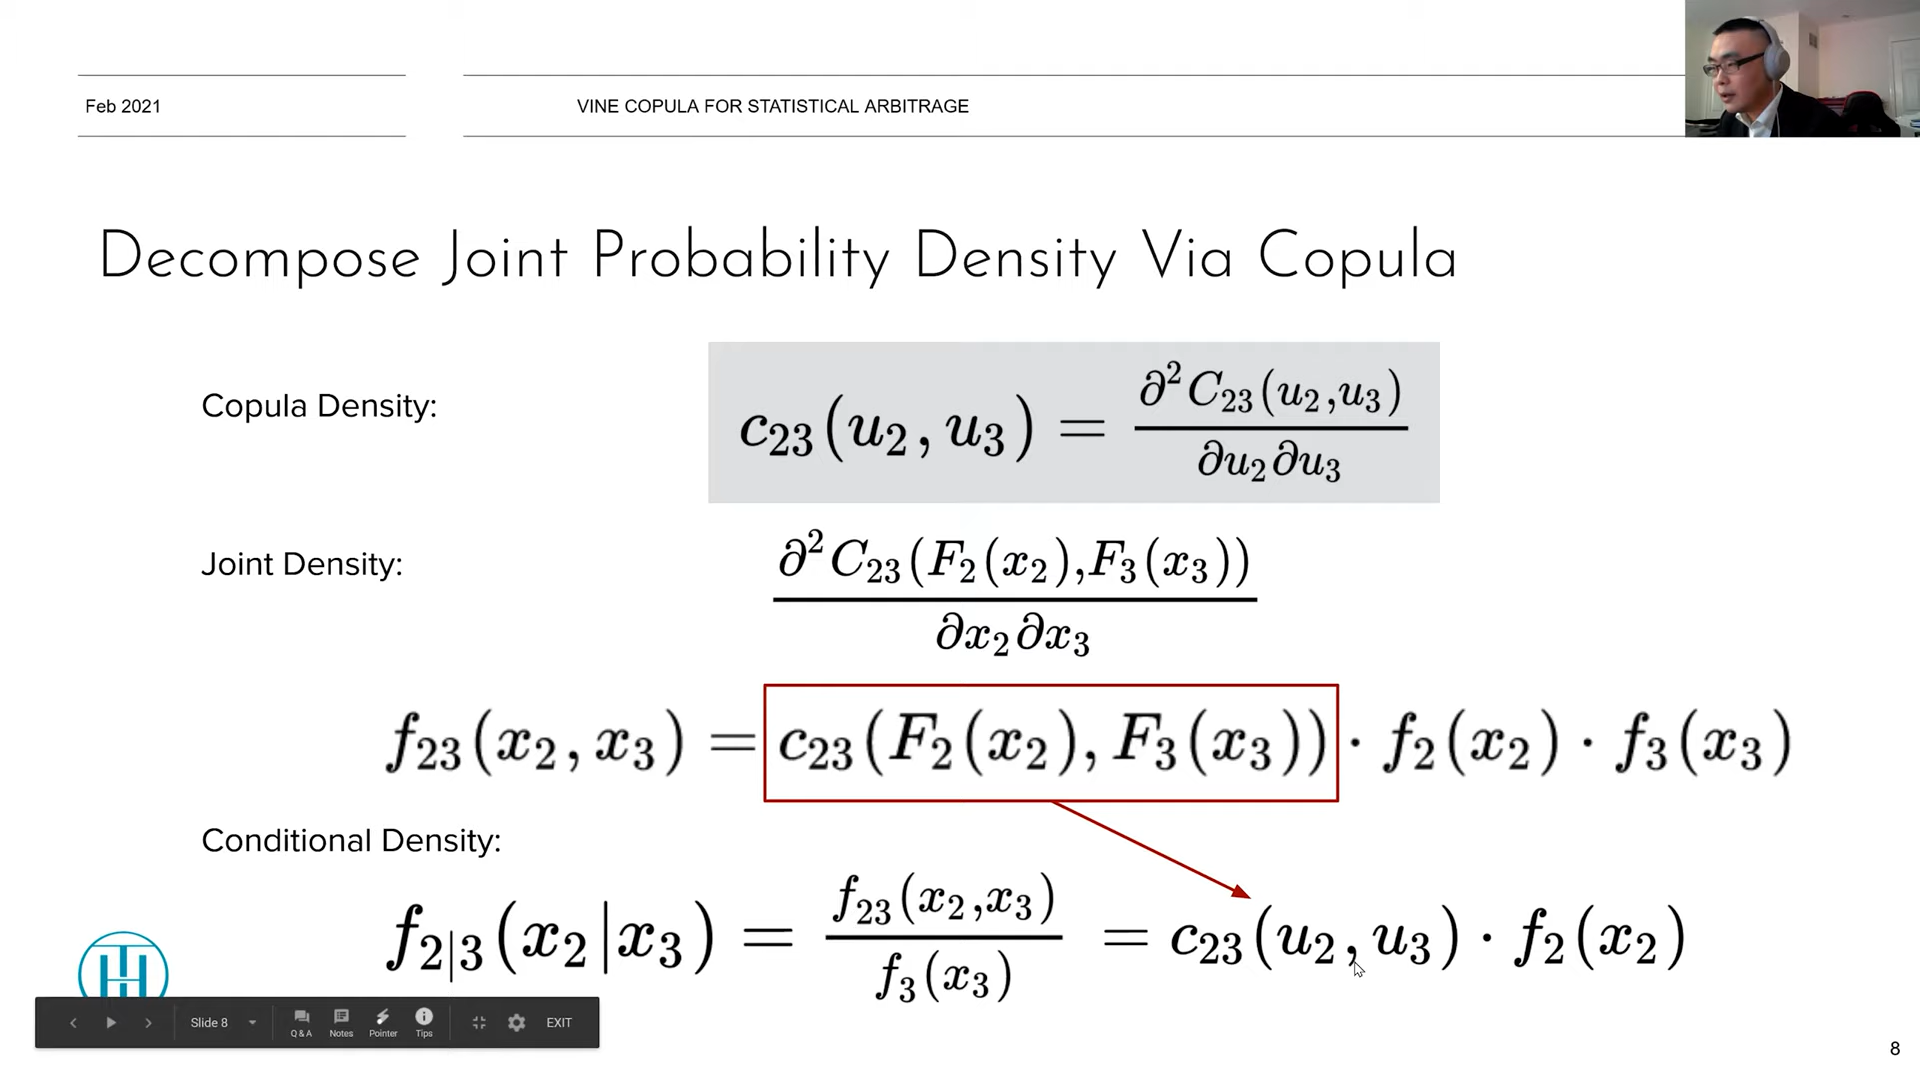 Feb 2021
VINE COPULA FOR STATISTICAL ARBITRAGE
Decompose Joint Probability Density Via Copula
Copula Density:
c₂₃(u₂, u₃) = ∂²C₂₃(u₂,u₃) / ∂u₂∂u₃
Joint Density:
∂²C₂₃(F₂(x₂),F₃(x₃)) / ∂x₂∂x₃
f₂₃(x₂, x₃) = c₂₃(F₂(x₂), F₃(x₃)) · f₂(x₂) · f₃(x₃)
Conditional Density:
f₂|₃(x₂|x₃) = f₂₃(x₂,x₃) / f₃(x₃) = c₂₃(u₂, u₃) · f₂(x₂)
Slide 8
Q & A
Notes
Pointer
Tips
EXIT
8